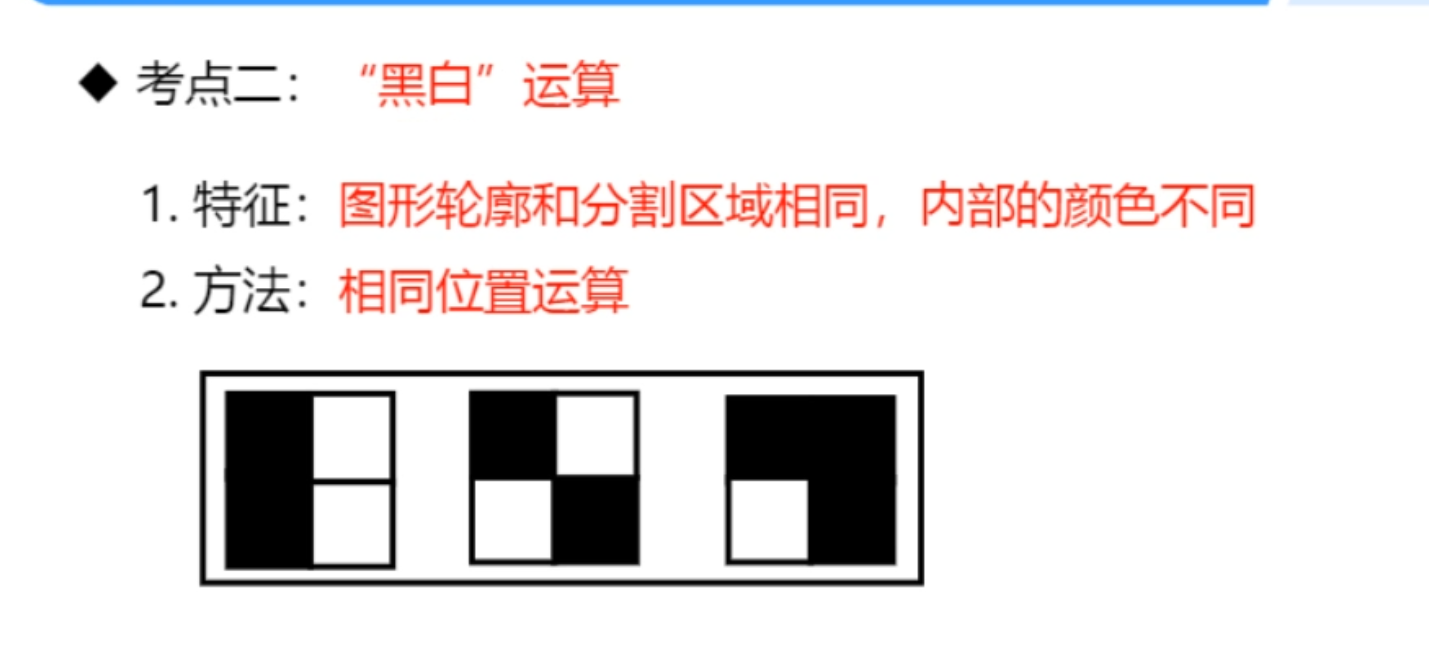 ◆ 考点二：“黑白”运算
1. 特征：图形轮廓和分割区域相同，内部的颜色不同
2. 方法：相同位置运算